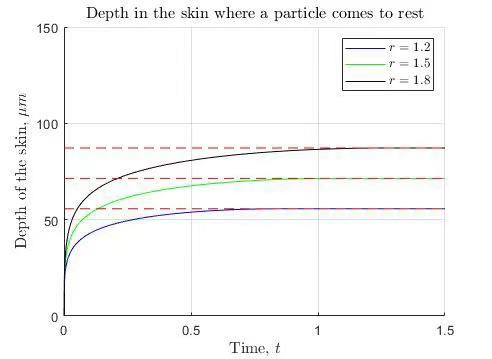 Depth in the skin where a particle comes to rest
150
100
50
0
Depth of the skin, μm
r = 1.2
r = 1.5
r = 1.8
0
0.5
1
1.5
Time, t